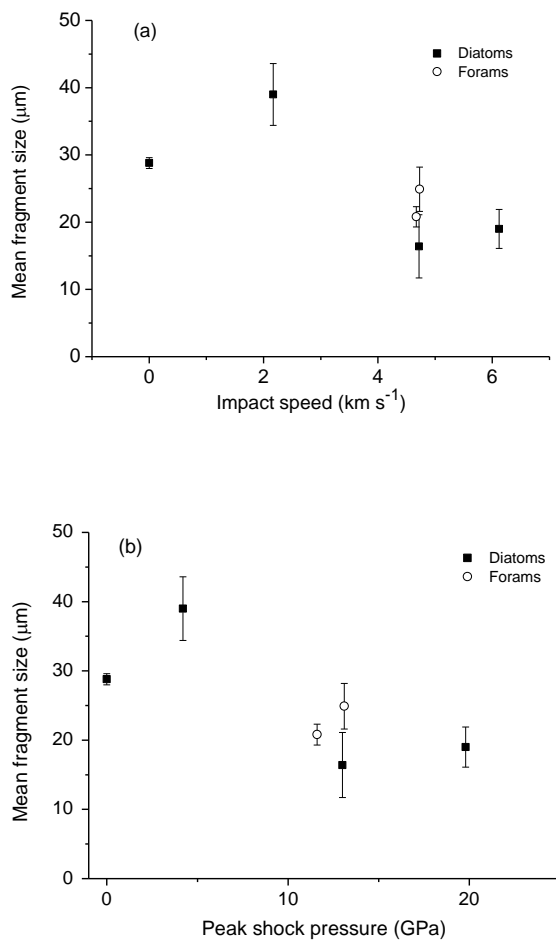 (a)
Diatoms
Forams
50
40
30
20
10
0
Mean fragment size (μm)
0 2 4 6
Impact speed (km s⁻¹)
(b)
Diatoms
Forams
50
40
30
20
10
0
Mean fragment size (μm)
0 10 20
Peak shock pressure (GPa)